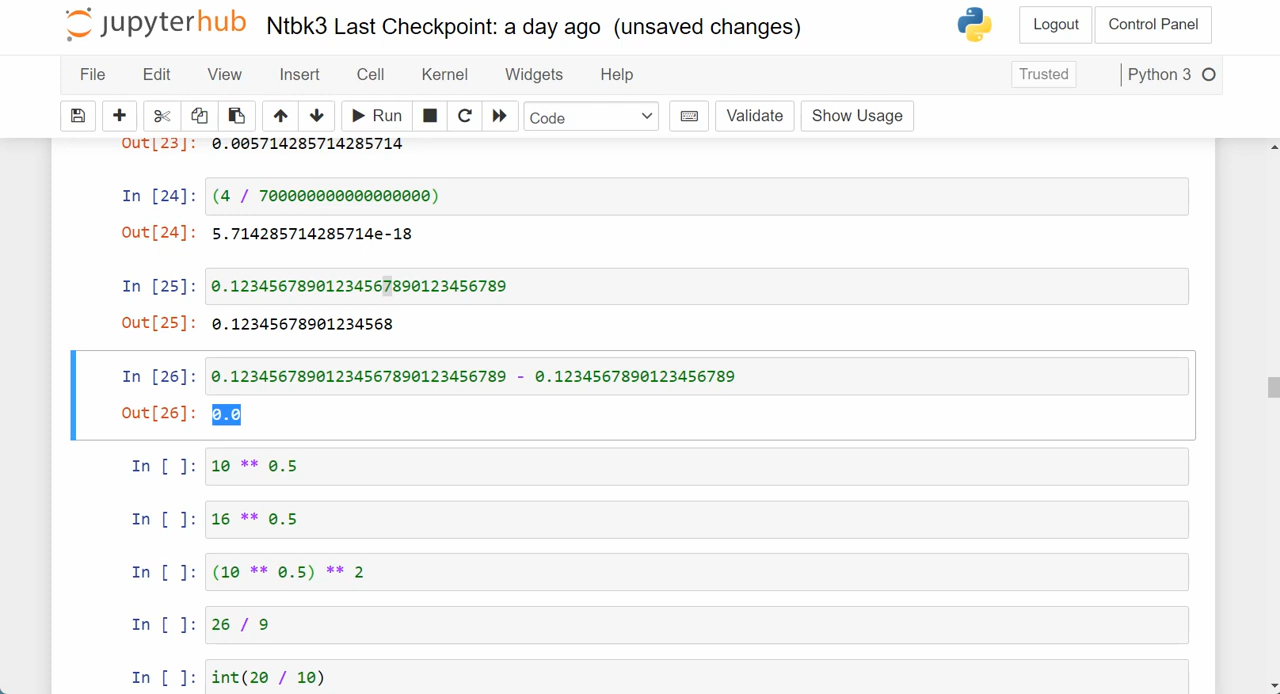 jupyterhub Ntbk3 Last Checkpoint: a day ago (unsaved changes) Logout Control Panel
File Edit View Insert Cell Kernel Widgets Help Trusted Python 3
Run Code Validate Show Usage
Out[23]: 0.005714285714285714
In [24]: (4 / 700000000000000000)
Out[24]: 5.714285714285714e-18
In [25]: 0.12345678901234567890123456789
Out[25]: 0.12345678901234568
In [26]: 0.12345678901234567890123456789 - 0.1234567890123456789
Out[26]: 0.0
In [ ]: 10 ** 0.5
In [ ]: 16 ** 0.5
In [ ]: (10 ** 0.5) ** 2
In [ ]: 26 / 9
In [ ]: int(20 / 10)